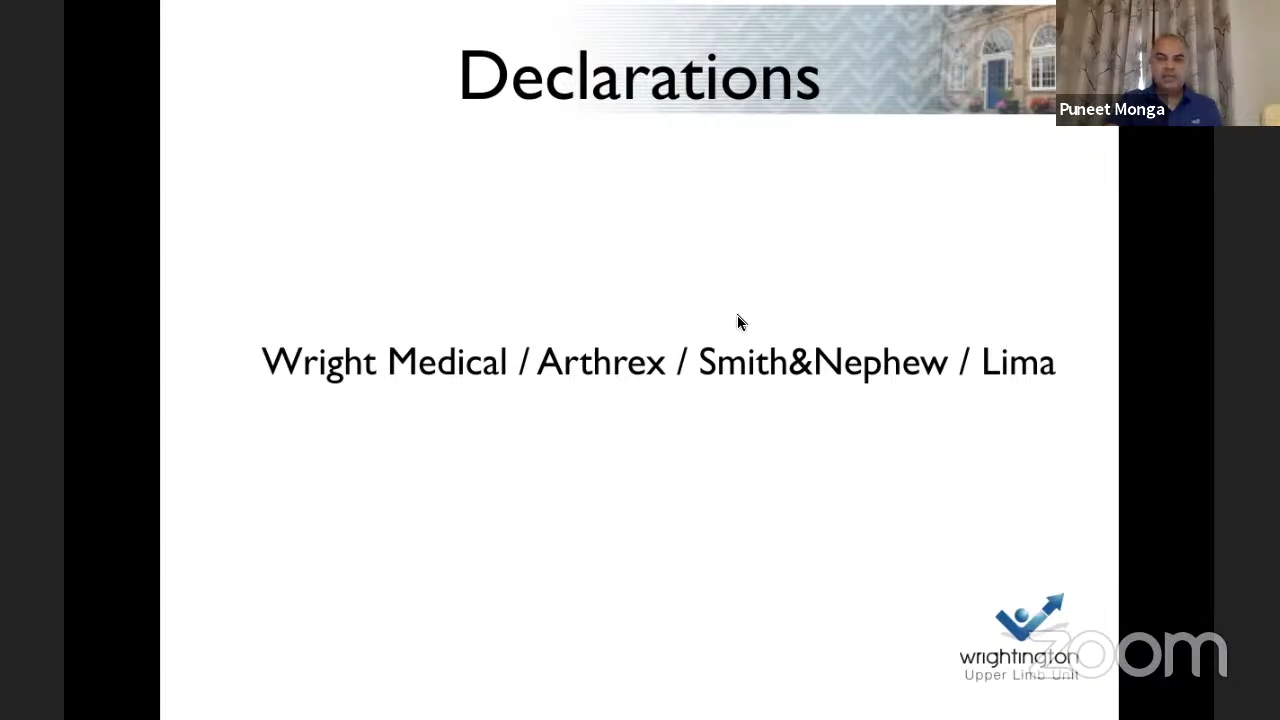 Declarations
Puneet Monga
Wright Medical / Arthrex / Smith&Nephew / Lima
wrightington
Upper Limb Unit
zoom